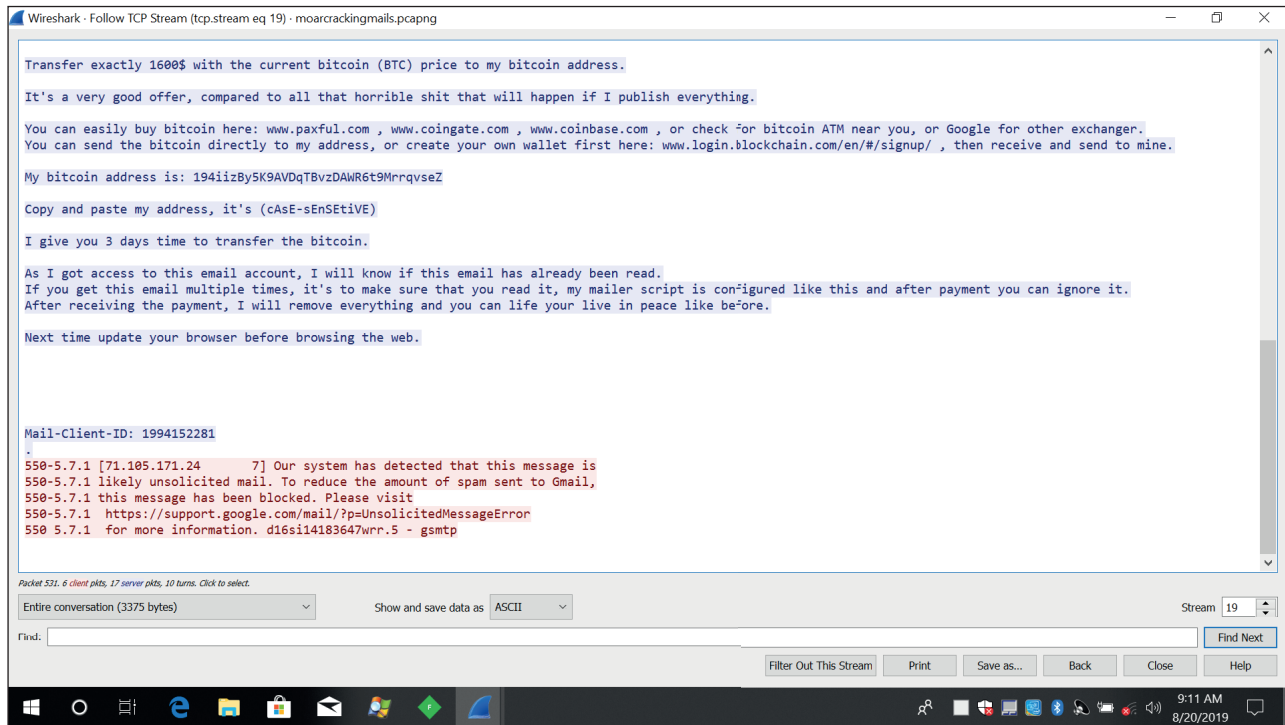 Wireshark · Follow TCP Stream (tcp.stream eq 19) · moarcrackingmails.pcapng
Transfer exactly 1600$ with the current bitcoin (BTC) price to my bitcoin address.
It's a very good offer, compared to all that horrible shit that will happen if I publish everything.
You can easily buy bitcoin here: www.paxful.com , www.coingate.com , www.coinbase.com , or check for bitcoin ATM near you, or Google for other exchanger.
You can send the bitcoin directly to my address, or create your own wallet first here: www.login.blockchain.com/en/#/signup/ , then receive and send to mine.
My bitcoin address is: 194iizBy5K9AVDqTBvzDAWR6t9MrrqvseZ
Copy and paste my address, it's (cAsE-sEnSEtiVE)
I give you 3 days time to transfer the bitcoin.
As I got access to this email account, I will know if this email has already been read.
If you get this email multiple times, it's to make sure that you read it, my mailer script is configured like this and after payment you can ignore it.
After receiving the payment, I will remove everything and you can life your live in peace like before.
Next time update your browser before browsing the web.
Mail-Client-ID: 1994152281
.
550-5.7.1 [71.105.171.24      7] Our system has detected that this message is
550-5.7.1 likely unsolicited mail. To reduce the amount of spam sent to Gmail,
550-5.7.1 this message has been blocked. Please visit
550-5.7.1  https://support.google.com/mail/?p=UnsolicitedMessageError
550 5.7.1  for more information. d16si14183647wrr.5 - gsmtp
Packet 531. 6 client pkts, 17 server pkts, 10 turns. Click to select.
Entire conversation (3375 bytes) Show and save data as ASCII Stream 19
Find: Find Next
Filter Out This Stream Print Save as... Back Close Help
9:11 AM
8/20/2019